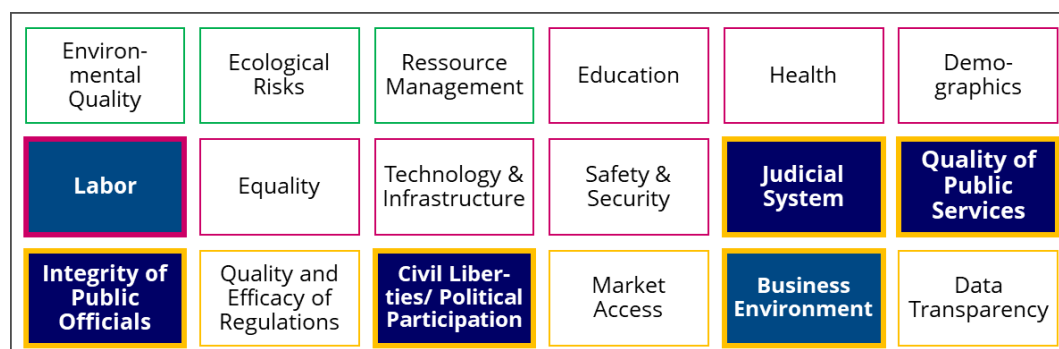 Environ-
mental
Quality
Ecological
Risks
Ressource
Management
Education
Health
Demo-
graphics
Labor
Equality
Technology &
Infrastructure
Safety &
Security
Judicial
System
Quality of
Public
Services
Integrity of
Public
Officials
Quality and
Efficacy of
Regulations
Civil Liber-
ties/ Political
Participation
Market
Access
Business
Environment
Data
Transparency